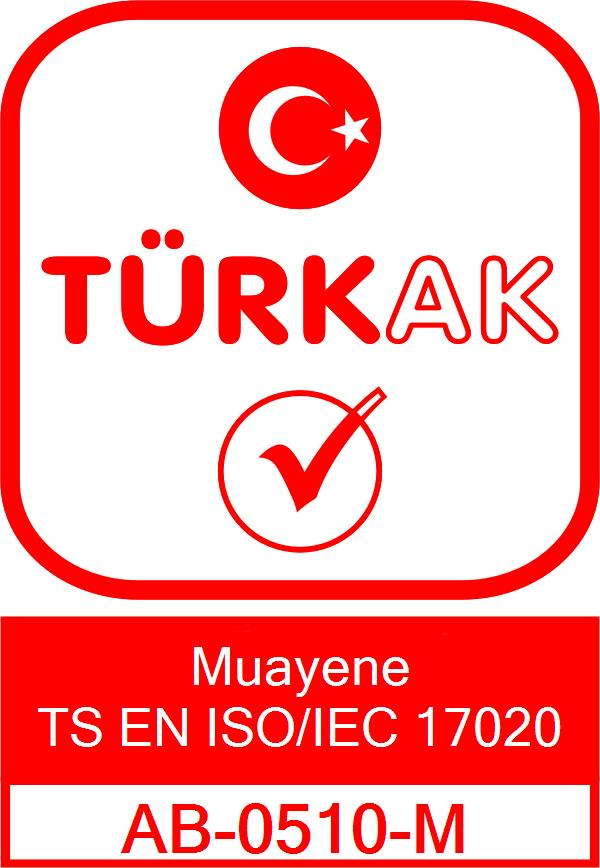 TÜRKAK
Muayene
TS EN ISO/IEC 17020
AB-0510-M